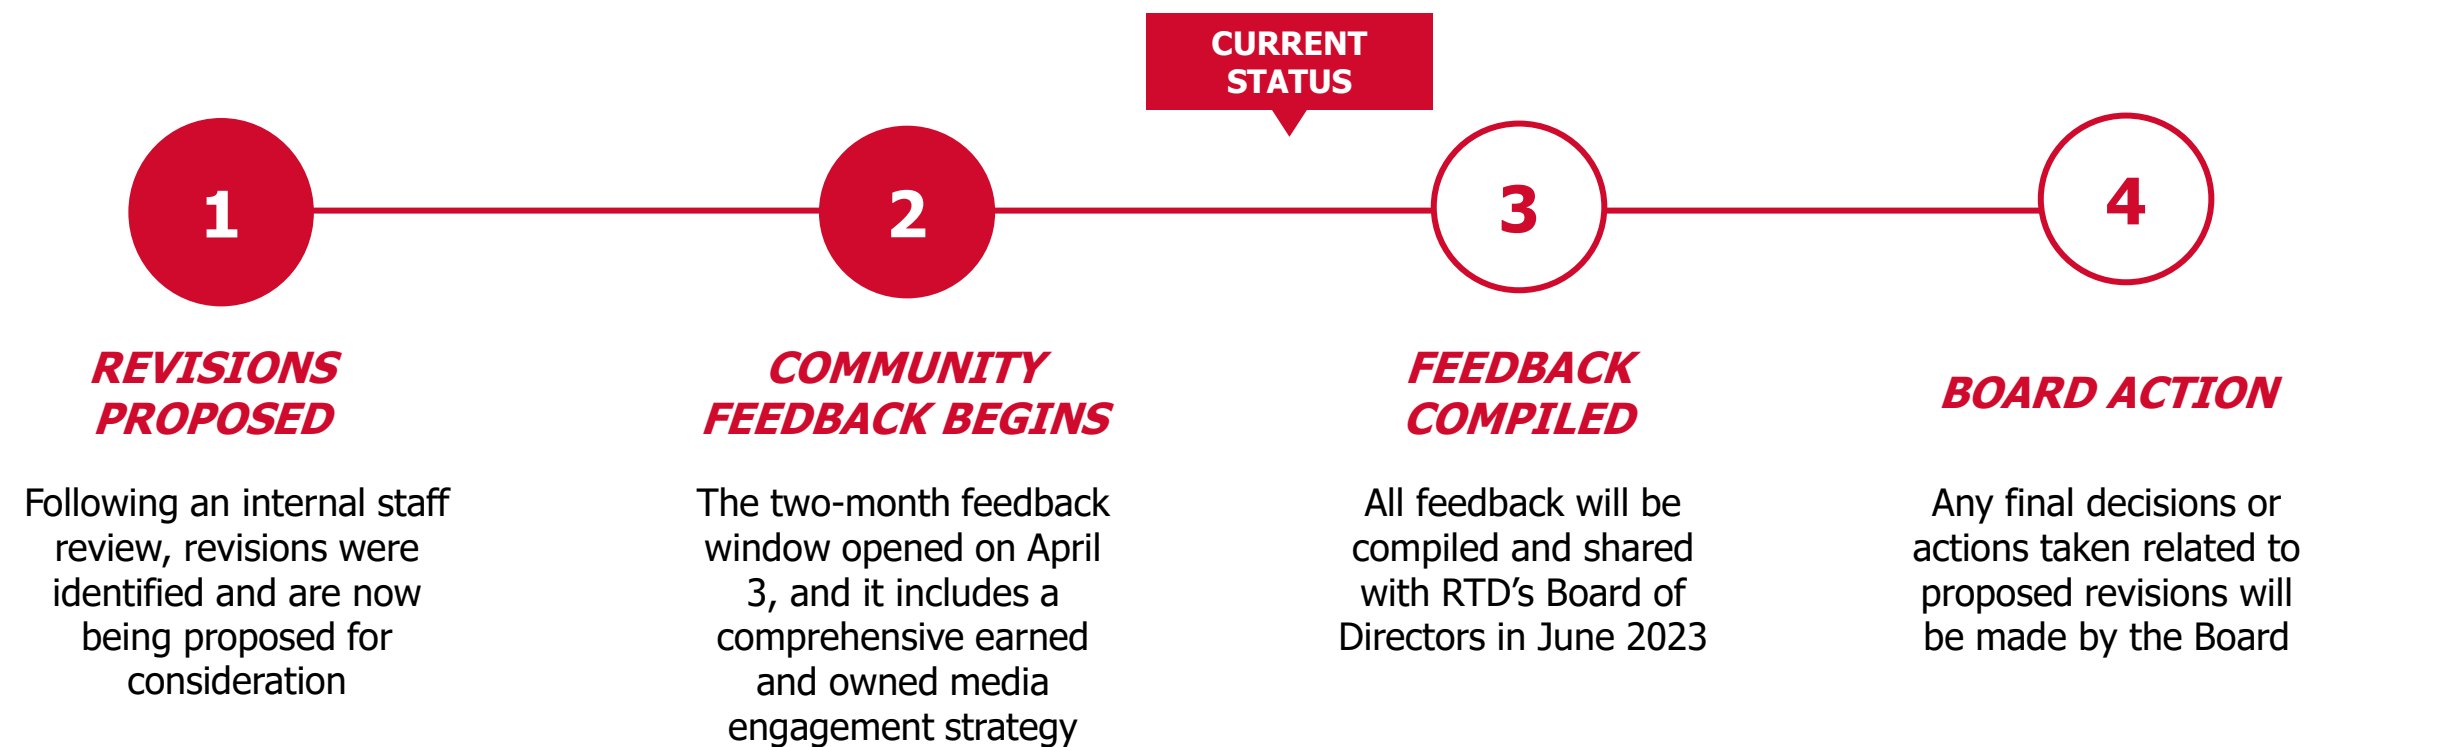 CURRENT
STATUS
1
2
3
4
REVISIONS
PROPOSED
Following an internal staff
review, revisions were
identified and are now
being proposed for
consideration
COMMUNITY
FEEDBACK BEGINS
The two-month feedback
window opened on April
3, and it includes a
comprehensive earned
and owned media
engagement strategy
FEEDBACK
COMPILED
All feedback will be
compiled and shared
with RTD’s Board of
Directors in June 2023
BOARD ACTION
Any final decisions or
actions taken related to
proposed revisions will
be made by the Board